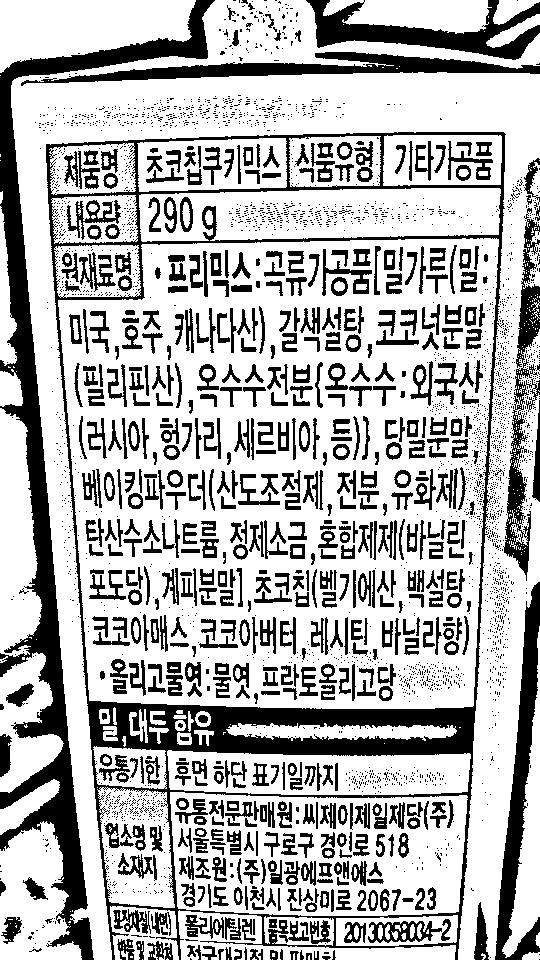 제품명 초코칩쿠키믹스 식품유형 기타가공품
내용량 290 g
원재료명 • 프리믹스:곡류가공품[밀가루(밀:
미국,호주,캐나다산),갈색설탕,코코넛분말
(필리핀산),옥수수전분{옥수수:외국산
(러시아,헝가리,세르비아,등)},당밀분말,
베이킹파우더(산도조절제,전분,유화제),
탄산수소나트륨,정제소금,혼합제제(바닐린,
포도당),계피분말],초코칩(벨기에산,백설탕,
코코아매스,코코아버터,레시틴,바닐라향)
• 올리고물엿:물엿,프락토올리고당
밀,대두 함유
유통기한 후면 하단 표기일까지
업소명 및 소재지 유통전문판매원:씨제이제일제당(주)
서울특별시 구로구 경인로 518
제조원:(주)일광에프앤에스
경기도 이천시 진상미로 2067-23
포장재질(내면) 폴리에틸렌 품목보고번호 20130358034-2
반품 및 교환처 전국대리점 및 판매처